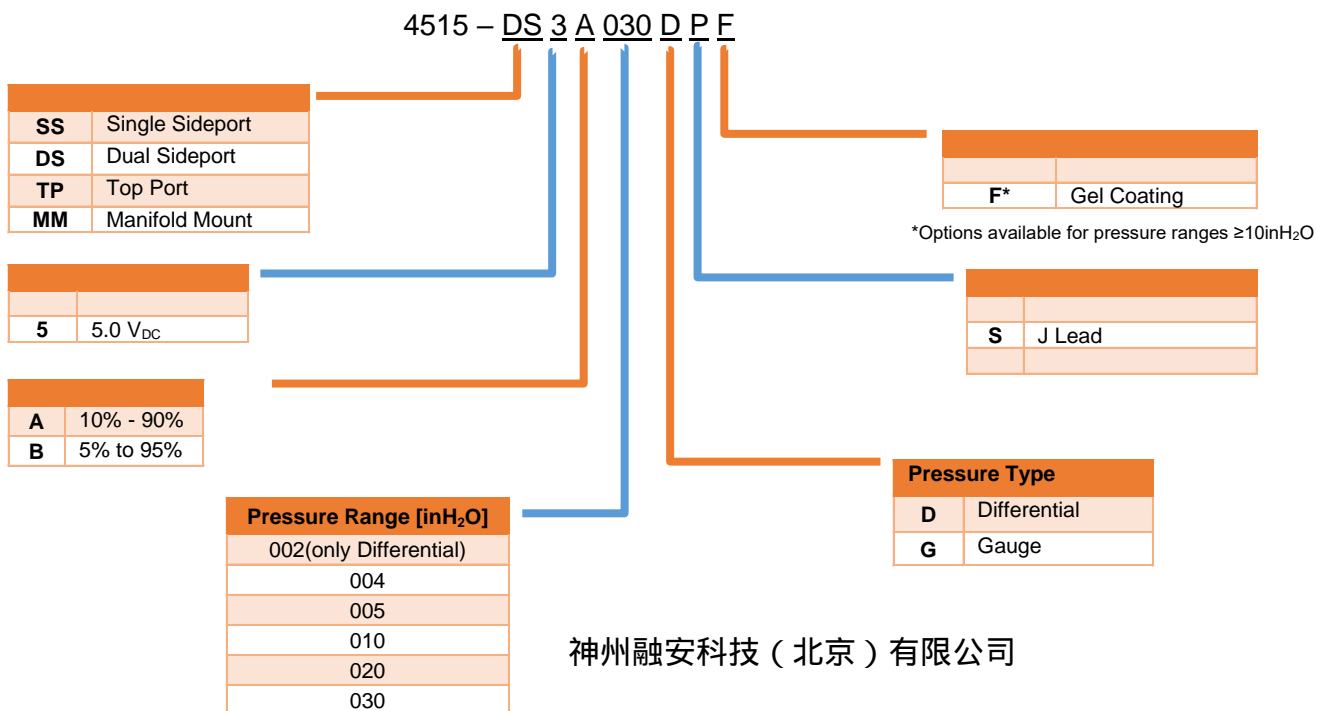 4515 – DS 3 A 030 D P F
SS Single Sideport
DS Dual Sideport
TP Top Port
MM Manifold Mount
F* Gel Coating
*Options available for pressure ranges ≥10inH₂O
5 5.0 V_DC
S J Lead
A 10% - 90%
B 5% to 95%
Pressure Type
D Differential
G Gauge
Pressure Range [inH₂O]
002(only Differential)
004
005
010
020
030
神州融安科技（北京）有限公司